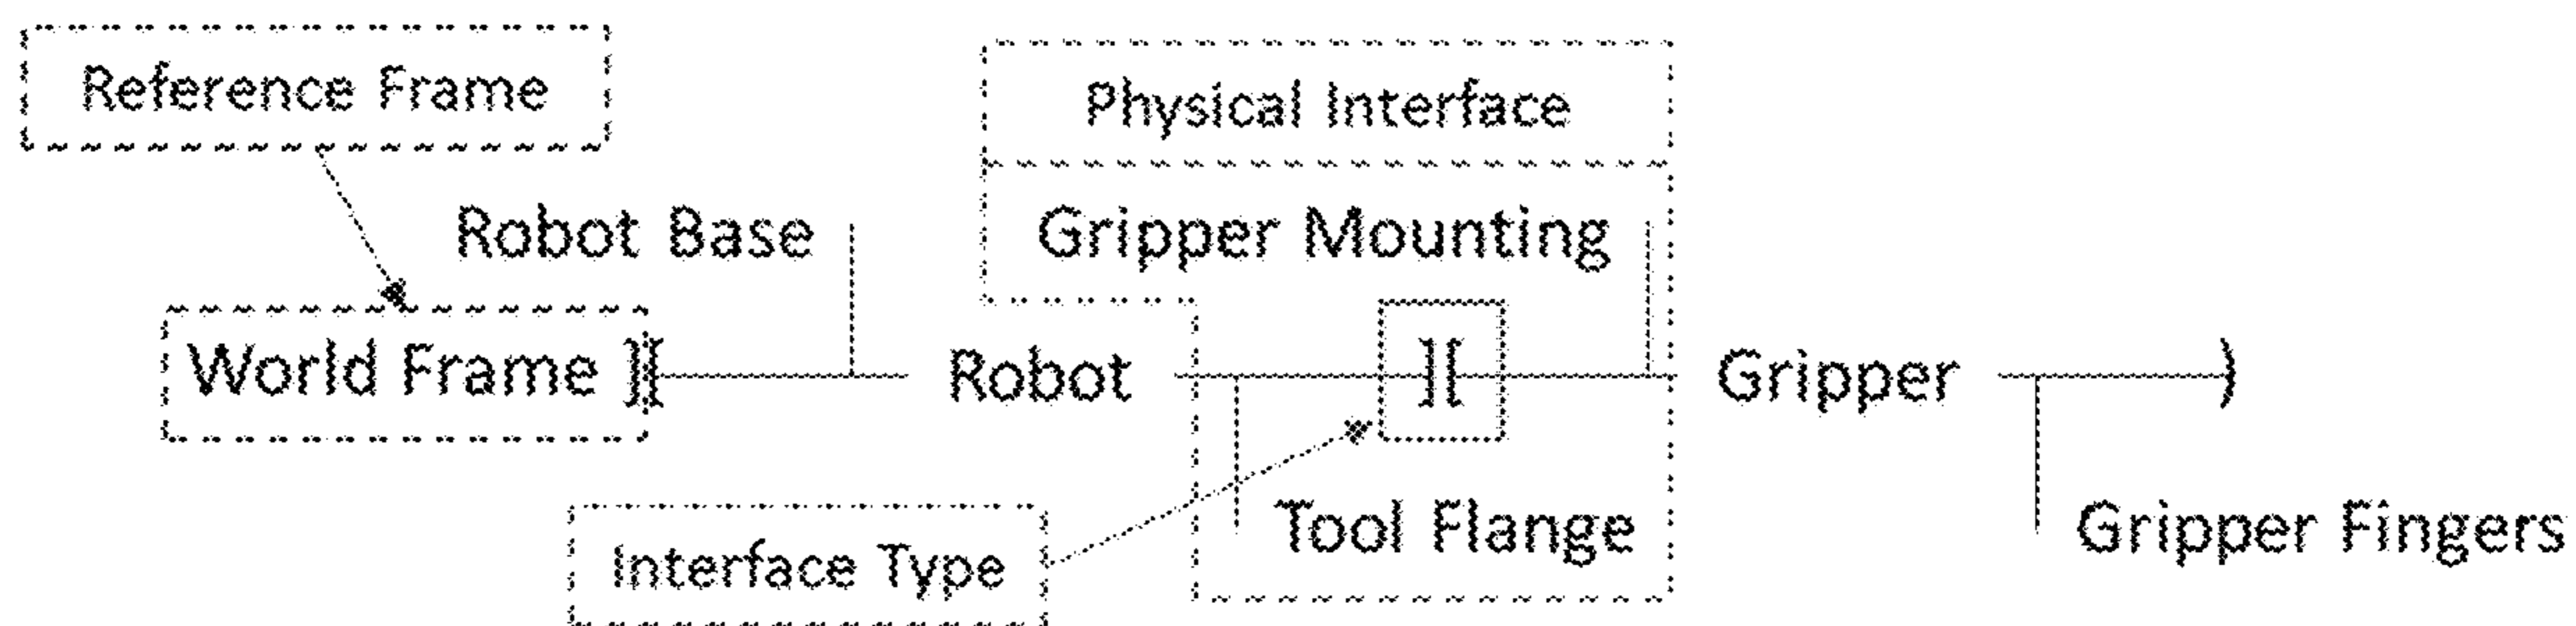 Reference Frame
Physical Interface
Robot Base
Gripper Mounting
World Frame ][ Robot ][ Gripper )
Tool Flange
Gripper Fingers
Interface Type